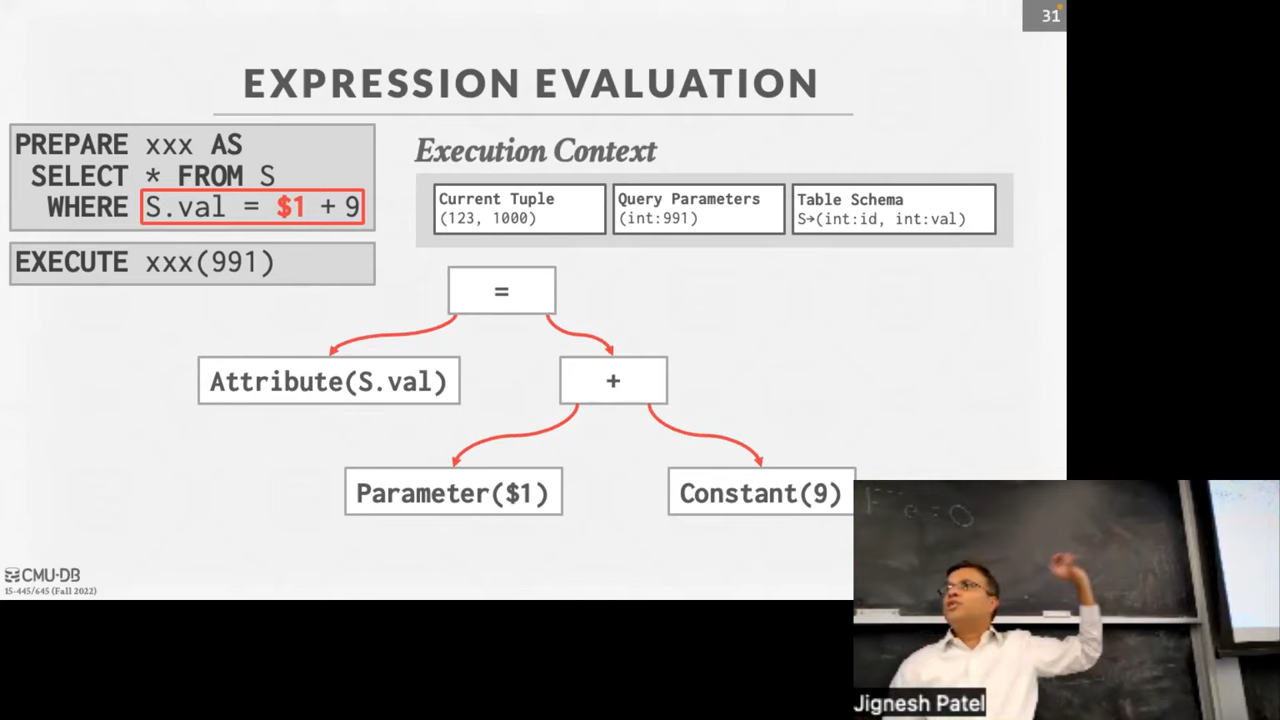 31
EXPRESSION EVALUATION
PREPARE xxx AS
SELECT * FROM S
WHERE S.val = $1 + 9
EXECUTE xxx(991)
Execution Context
Current Tuple
(123, 1000)
Query Parameters
(int:991)
Table Schema
S→(int:id, int:val)
=
Attribute(S.val)
+
Parameter($1)
Constant(9)
CMU·DB
15-445/645 (Fall 2022)
Jignesh Patel